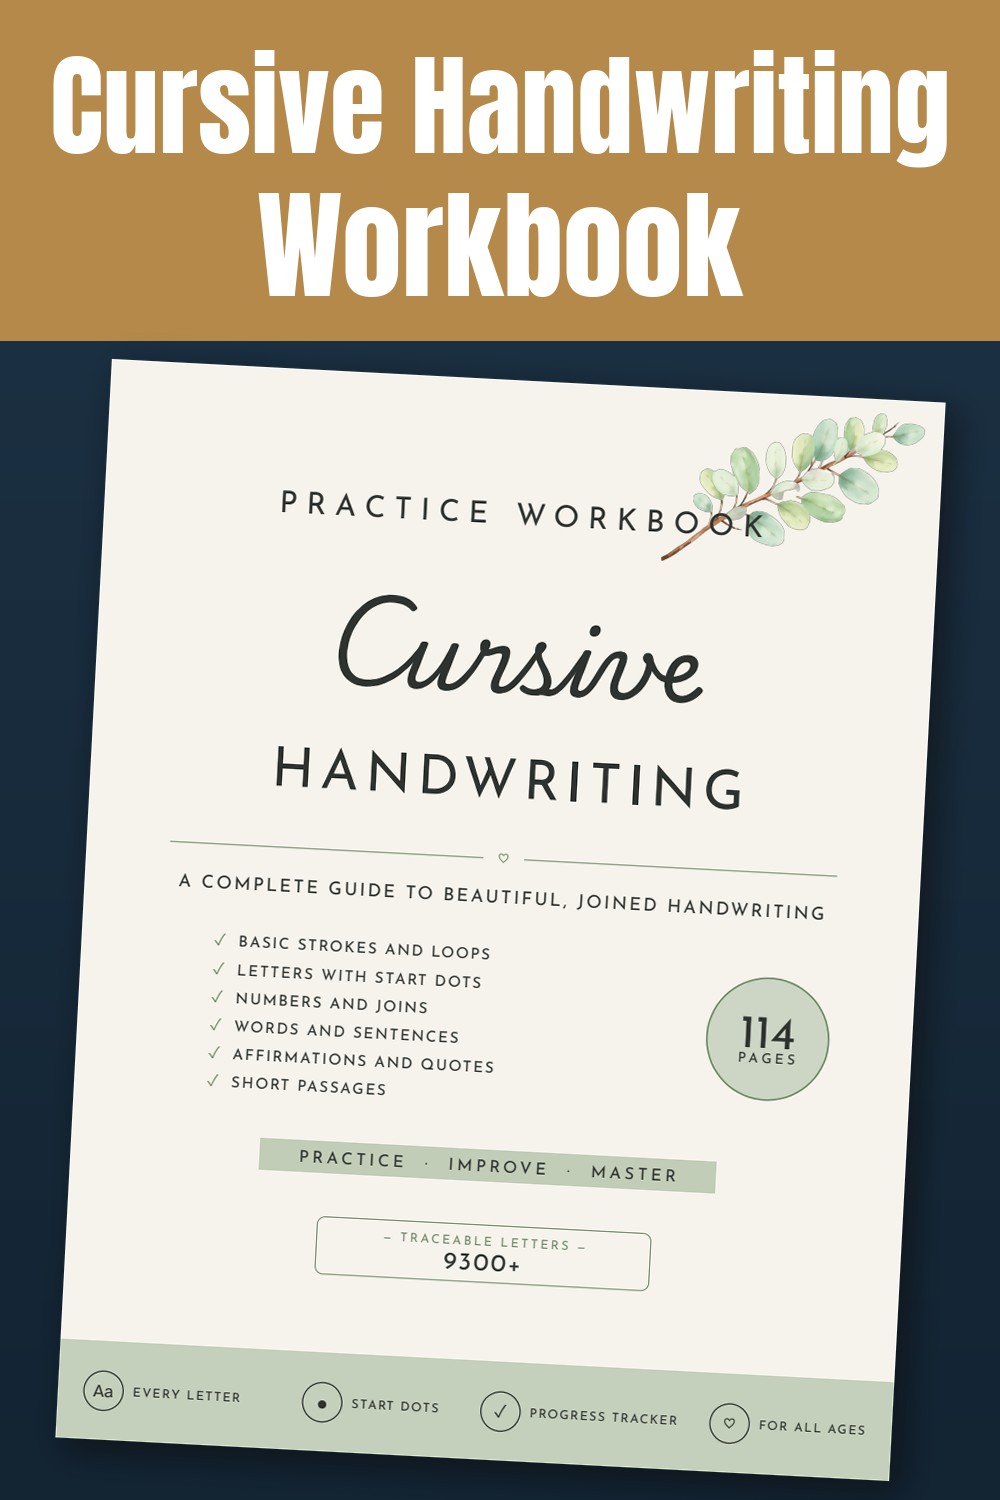 Cursive Handwriting
Workbook
PRACTICE WORKBOOK
Cursive
HANDWRITING
A COMPLETE GUIDE TO BEAUTIFUL, JOINED HANDWRITING
✓ BASIC STROKES AND LOOPS
✓ LETTERS WITH START DOTS
✓ NUMBERS AND JOINS
✓ WORDS AND SENTENCES
✓ AFFIRMATIONS AND QUOTES
✓ SHORT PASSAGES
114
PAGES
PRACTICE · IMPROVE · MASTER
– TRACEABLE LETTERS –
9300+
Aa EVERY LETTER
START DOTS
✓ PROGRESS TRACKER
FOR ALL AGES